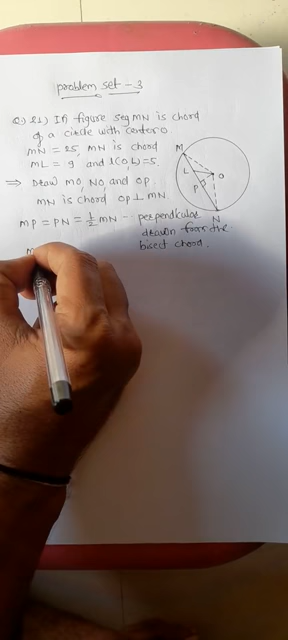 problem set - 3
Q) 21) If figure seg MN is chord
of a circle with center O.
MN = 25, MN is chord
ML = 9, and l(O,L) = 5.
⇒ Draw MO, NO, and OP.
MN is chord OP ⊥ MN
MP = PN = 1/2 MN -- perpendicular
drawn from the
bisect chord.
M
M
L
O
P
N